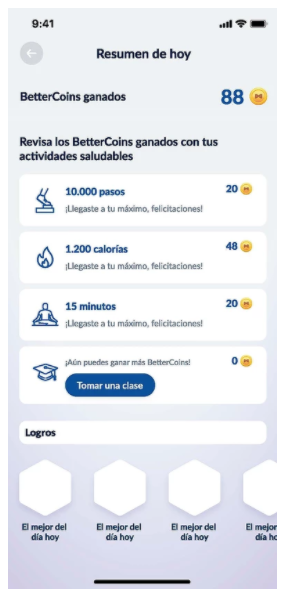 9:41
Resumen de hoy
BetterCoins ganados 88
Revisa los BetterCoins ganados con tus
actividades saludables
10.000 pasos 20
¡Llegaste a tu máximo, felicitaciones!
1.200 calorías 48
¡Llegaste a tu máximo, felicitaciones!
15 minutos 20
¡Llegaste a tu máximo, felicitaciones!
¡Aún puedes ganar más BetterCoins! 0
Tomar una clase
Logros
El mejor del
día hoy
El mejor del
día hoy
El mejor del
día hoy
El mejor
día ho